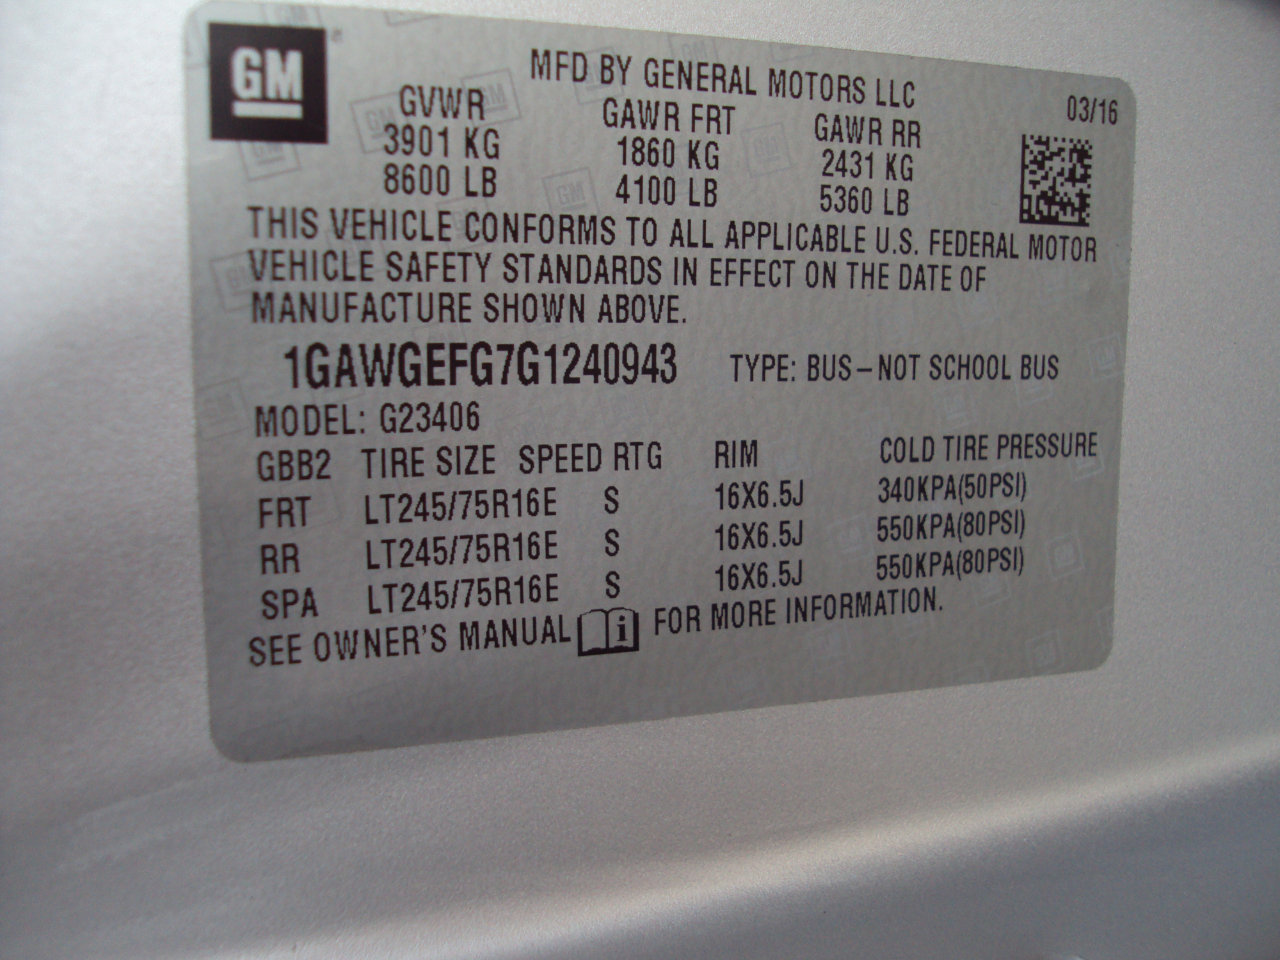 GM
MFD BY GENERAL MOTORS LLC
03/16
GVWR GAWR FRT GAWR RR
3901 KG 1860 KG 2431 KG
8600 LB 4100 LB 5360 LB
THIS VEHICLE CONFORMS TO ALL APPLICABLE U.S. FEDERAL MOTOR
VEHICLE SAFETY STANDARDS IN EFFECT ON THE DATE OF
MANUFACTURE SHOWN ABOVE.
1GAWGEFG7G1240943 TYPE: BUS – NOT SCHOOL BUS
MODEL: G23406
GBB2 TIRE SIZE SPEED RTG RIM COLD TIRE PRESSURE
FRT LT245/75R16E S 16X6.5J 340KPA(50PSI)
RR LT245/75R16E S 16X6.5J 550KPA(80PSI)
SPA LT245/75R16E S 16X6.5J 550KPA(80PSI)
SEE OWNER'S MANUAL i FOR MORE INFORMATION.